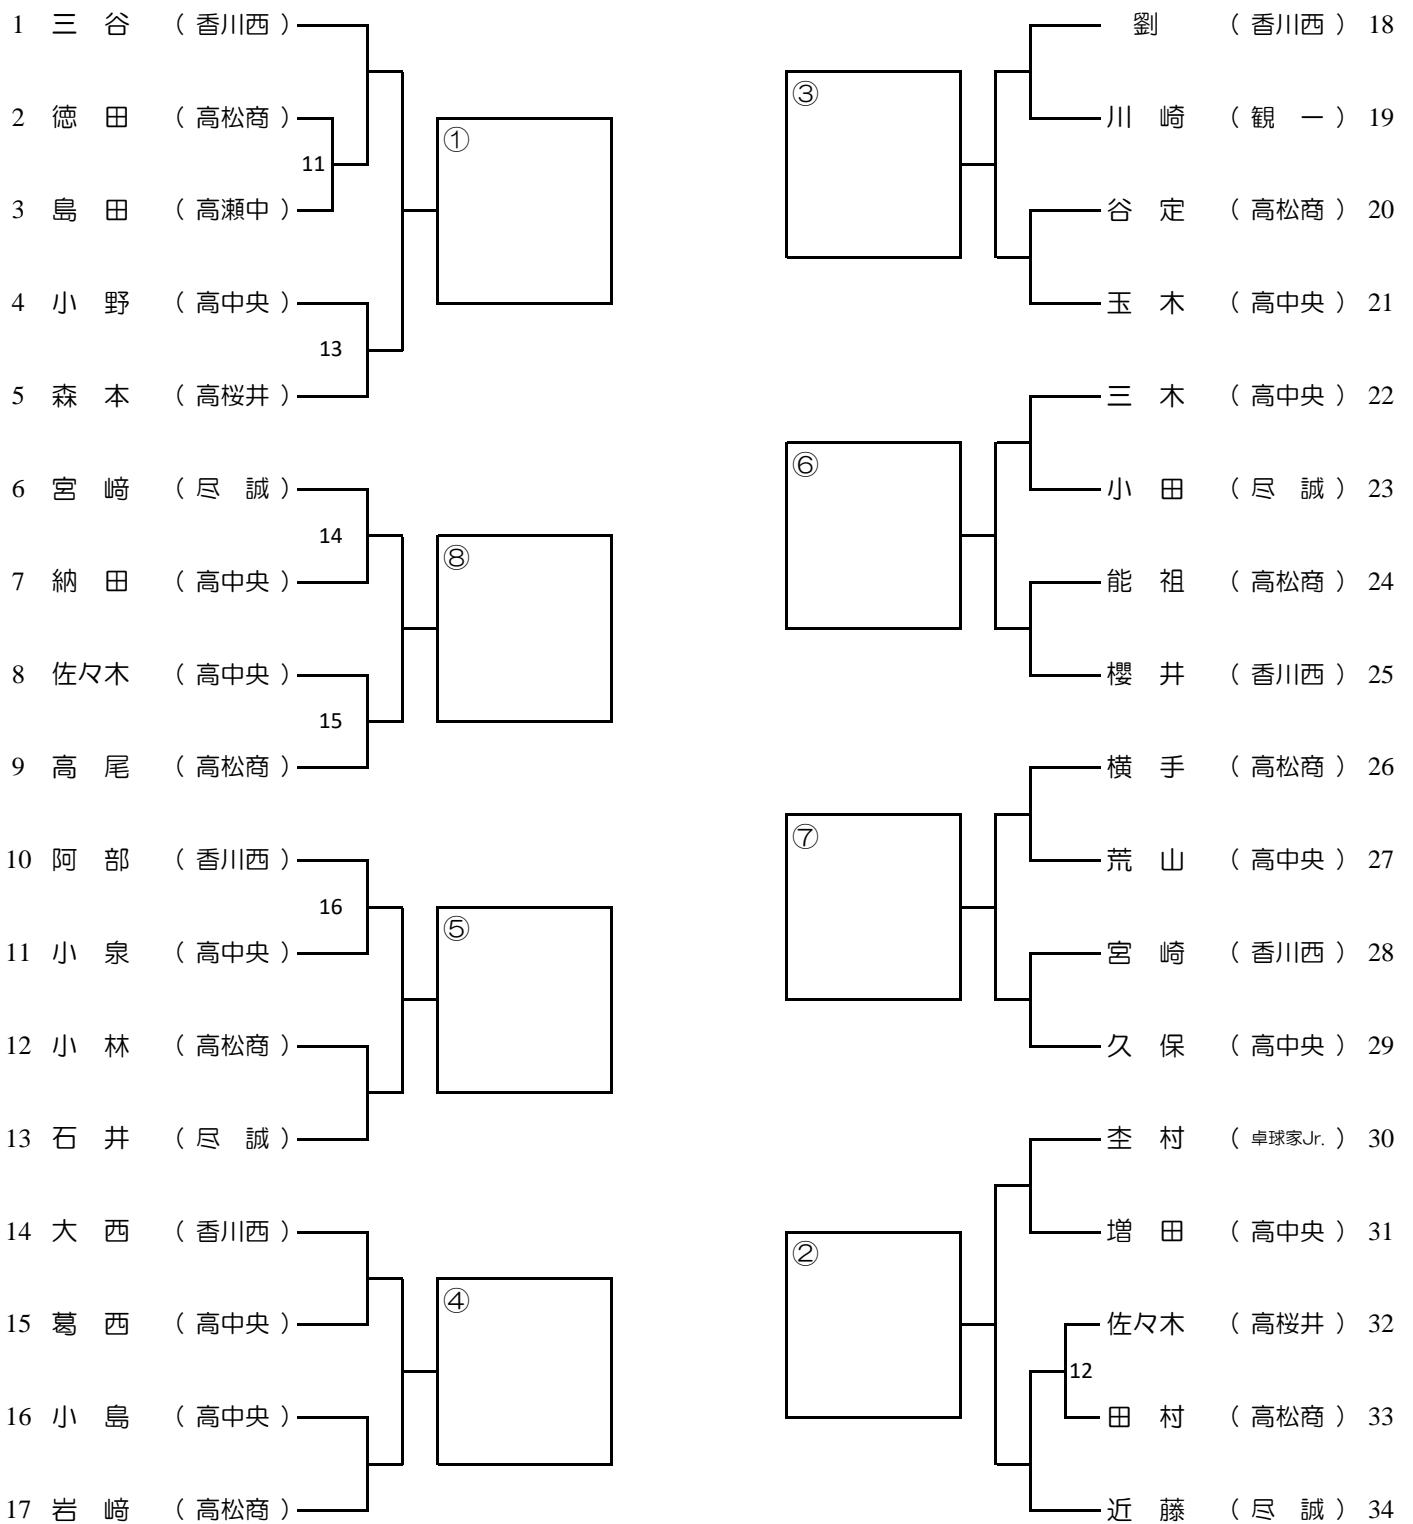 1 三 谷 （ 香川西 ）
2 徳 田 （ 高松商 ）
①
11
3 島 田 （ 高瀬中 ）
4 小 野 （ 高中央 ）
13
5 森 本 （ 高桜井 ）
6 宮 﨑 （ 尽 誠 ）
14
⑧
7 納 田 （ 高中央 ）
8 佐々木 （ 高中央 ）
15
9 高 尾 （ 高松商 ）
10 阿 部 （ 香川西 ）
16
⑤
11 小 泉 （ 高中央 ）
12 小 林 （ 高松商 ）
13 石 井 （ 尽 誠 ）
14 大 西 （ 香川西 ）
④
15 葛 西 （ 高中央 ）
16 小 島 （ 高中央 ）
17 岩 﨑 （ 高松商 ）
劉 （ 香川西 ） 18
③
川 崎 （ 観 一 ） 19
谷 定 （ 高松商 ） 20
玉 木 （ 高中央 ） 21
三 木 （ 高中央 ） 22
⑥
小 田 （ 尽 誠 ） 23
能 祖 （ 高松商 ） 24
櫻 井 （ 香川西 ） 25
横 手 （ 高松商 ） 26
⑦
荒 山 （ 高中央 ） 27
宮 崎 （ 香川西 ） 28
久 保 （ 高中央 ） 29
杢 村 （ 卓球家Jr. ） 30
増 田 （ 高中央 ） 31
②
佐々木 （ 高桜井 ） 32
12
田 村 （ 高松商 ） 33
近 藤 （ 尽 誠 ） 34